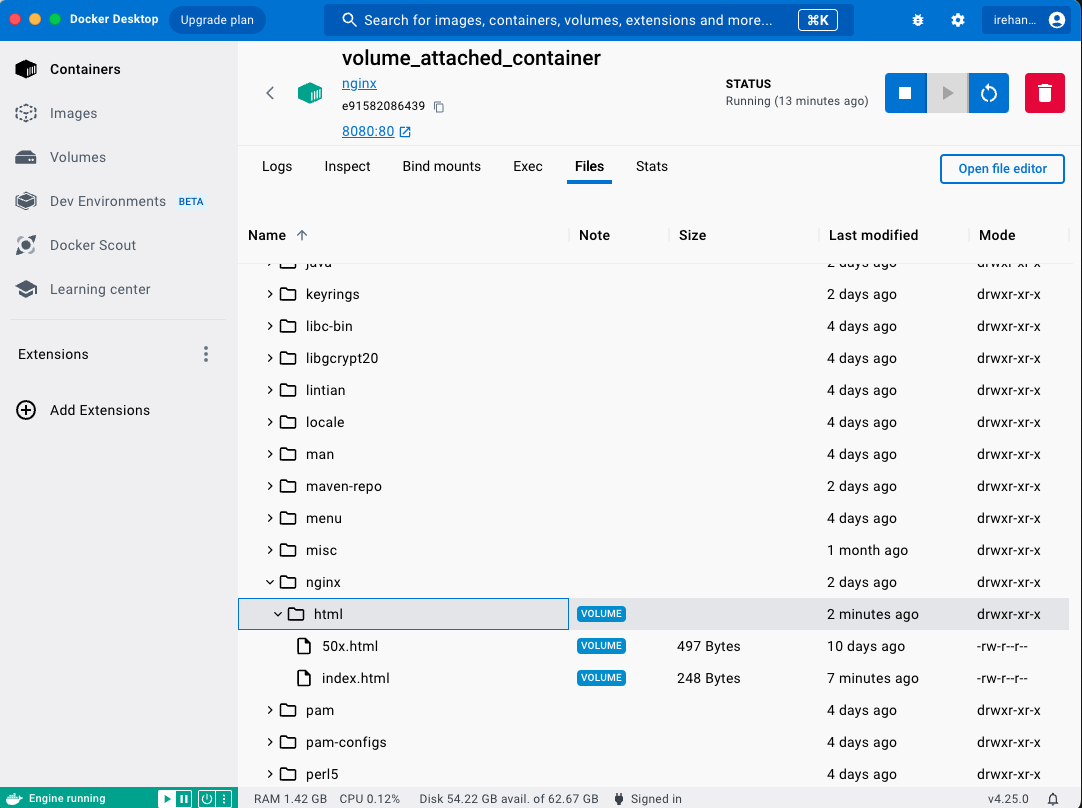 Docker Desktop Upgrade plan Search for images, containers, volumes, extensions and more... ⌘K irehan...
Containers
Images
Volumes
Dev Environments BETA
Docker Scout
Learning center
Extensions
Add Extensions
volume_attached_container
nginx
e91582086439
8080:80
STATUS
Running (13 minutes ago)
Logs Inspect Bind mounts Exec Files Stats Open file editor
Name Note Size Last modified Mode
java 2 days ago drwxr-xr-x
keyrings 2 days ago drwxr-xr-x
libc-bin 4 days ago drwxr-xr-x
libgcrypt20 4 days ago drwxr-xr-x
lintian 4 days ago drwxr-xr-x
locale 4 days ago drwxr-xr-x
man 4 days ago drwxr-xr-x
maven-repo 2 days ago drwxr-xr-x
menu 4 days ago drwxr-xr-x
misc 1 month ago drwxr-xr-x
nginx 2 days ago drwxr-xr-x
html VOLUME 2 minutes ago drwxr-xr-x
50x.html VOLUME 497 Bytes 10 days ago -rw-r--r--
index.html VOLUME 248 Bytes 7 minutes ago -rw-r--r--
pam 4 days ago drwxr-xr-x
pam-configs 4 days ago drwxr-xr-x
perl5 4 days ago drwxr-xr-x
Engine running RAM 1.42 GB CPU 0.12% Disk 54.22 GB avail. of 62.67 GB Signed in v4.25.0